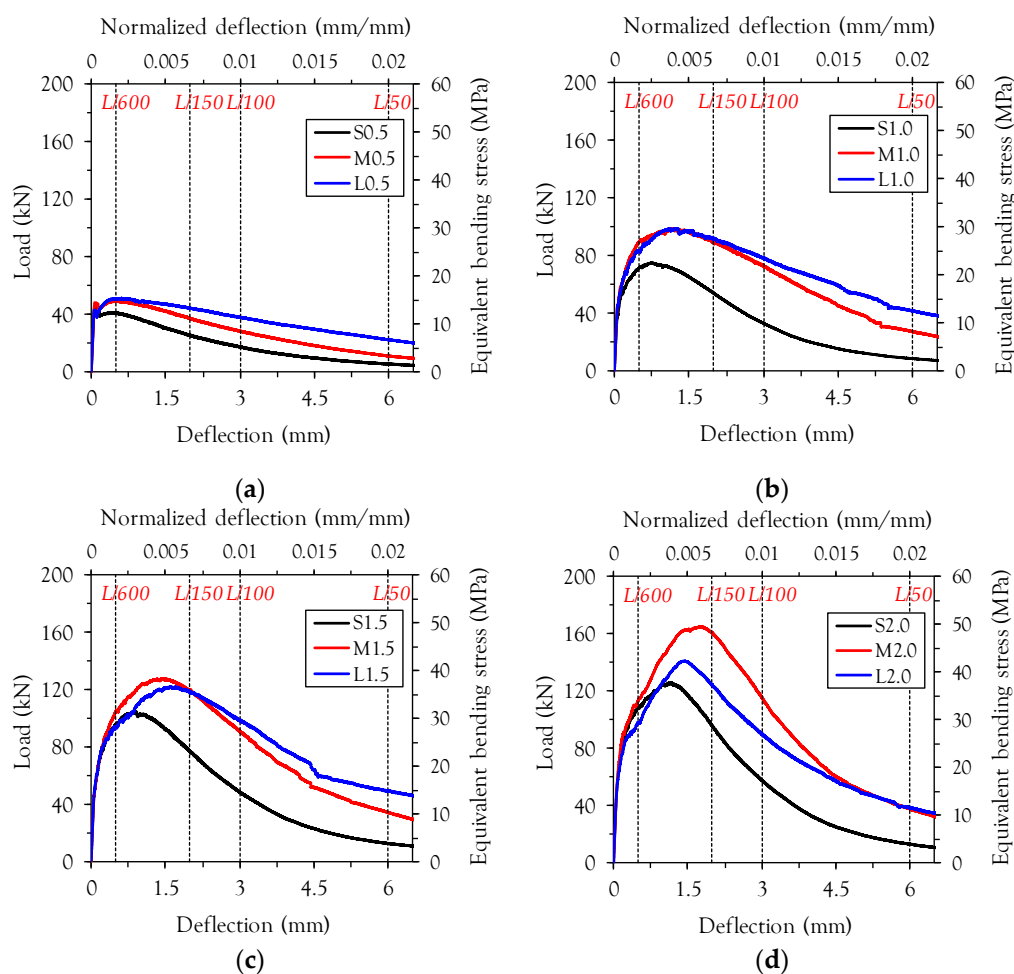 Normalized deflection (mm/mm)
0 0.005 0.01 0.015 0.02
200 160 120 80 40 0
Load (kN)
L/600 L/150 L/100 L/50
S0.5
M0.5
L0.5
60 50 40 30 20 10 0
Equivalent bending stress (MPa)
0 1.5 3 4.5 6
Deflection (mm)
(a)
Normalized deflection (mm/mm)
0 0.005 0.01 0.015 0.02
200 160 120 80 40 0
Load (kN)
L/600 L/150 L/100 L/50
S1.0
M1.0
L1.0
60 50 40 30 20 10 0
Equivalent bending stress (MPa)
0 1.5 3 4.5 6
Deflection (mm)
(b)
Normalized deflection (mm/mm)
0 0.005 0.01 0.015 0.02
200 160 120 80 40 0
Load (kN)
L/600 L/150 L/100 L/50
S1.5
M1.5
L1.5
60 50 40 30 20 10 0
Equivalent bending stress (MPa)
0 1.5 3 4.5 6
Deflection (mm)
(c)
Normalized deflection (mm/mm)
0 0.005 0.01 0.015 0.02
200 160 120 80 40 0
Load (kN)
L/600 L/150 L/100 L/50
S2.0
M2.0
L2.0
60 50 40 30 20 10 0
Equivalent bending stress (MPa)
0 1.5 3 4.5 6
Deflection (mm)
(d)